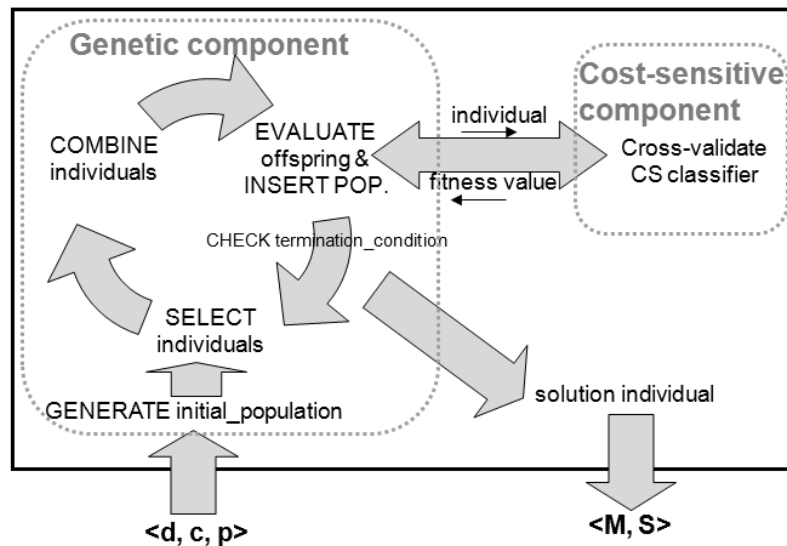 Genetic component
Cost-sensitive
component
COMBINE
individuals
EVALUATE
offspring &
INSERT POP.
individual
fitness value
Cross-validate
CS classifier
CHECK termination_condition
SELECT
individuals
GENERATE initial_population
solution individual
<d, c, p>
<M, S>